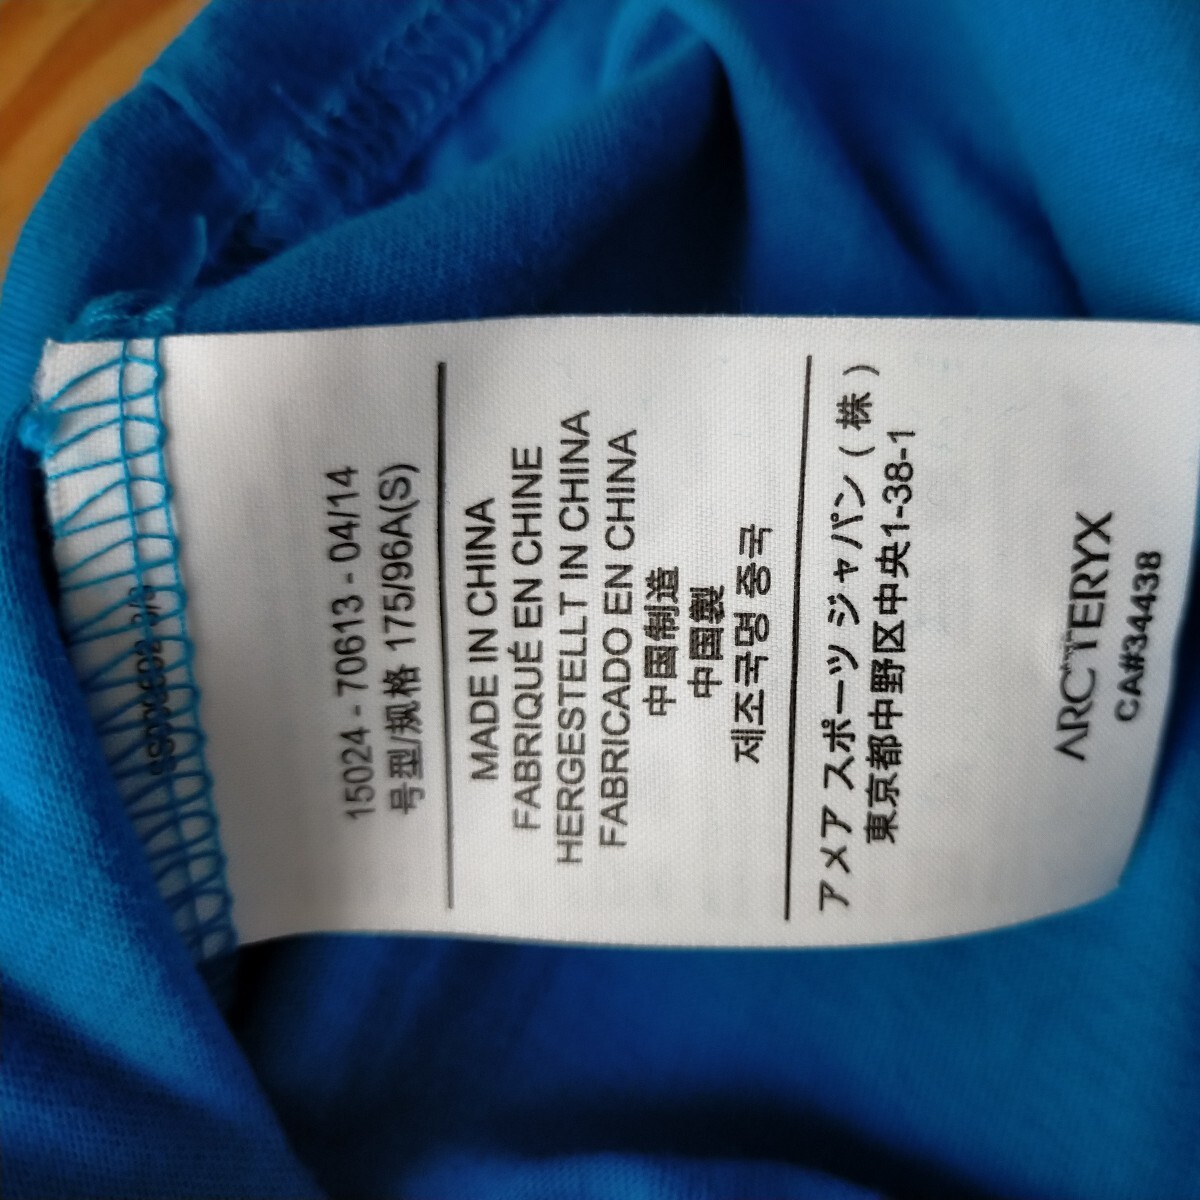 15024 - 70613 - 04/14
号型/规格 175/96A(S)
MADE IN CHINA
FABRIQUÉ EN CHINE
HERGESTELLT IN CHINA
FABRICADO EN CHINA
中国制造
中国製
제조국명 중국
アメア スポーツ ジャパン ( 株 )
東京都中野区中央1-38-1
ARC'TERYX
CA#34438